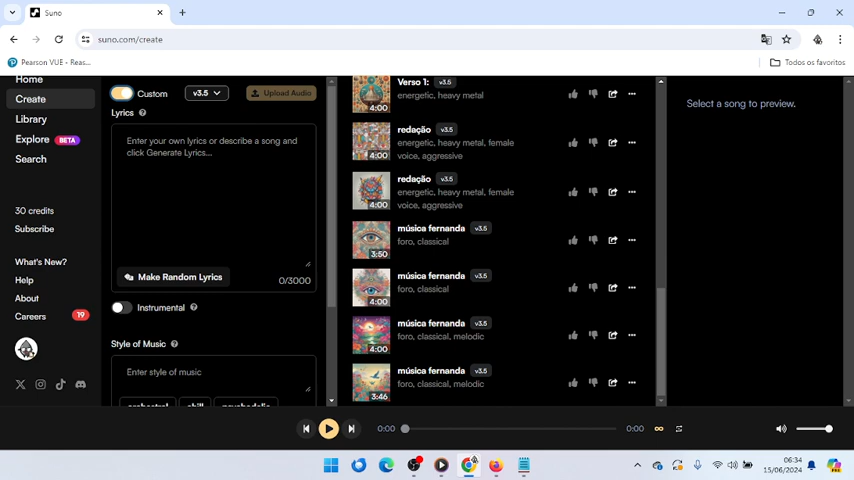 Suno
suno.com/create
Pearson VUE - Reas...
Todos os favoritos
Home
Create
Library
Explore BETA
Search
30 credits
Subscribe
What's New?
Help
About
Careers 19
Custom
v3.5
Upload Audio
Lyrics
Enter your own lyrics or describe a song and
click Generate Lyrics...
Make Random Lyrics
0/3000
Instrumental
Style of Music
Enter style of music
orchestral chill psychedelic
Verso 1: v3.5
energetic, heavy metal
4:00
redação v3.5
energetic, heavy metal, female
voice, aggressive
4:00
redação v3.5
energetic, heavy metal, female
voice, aggressive
4:00
música fernanda v3.5
foro, classical
3:50
música fernanda v3.5
foro, classical
4:00
música fernanda v3.5
foro, classical, melodic
4:00
música fernanda v3.5
foro, classical, melodic
3:46
Select a song to preview.
0:00
0:00
06:34
15/06/2024